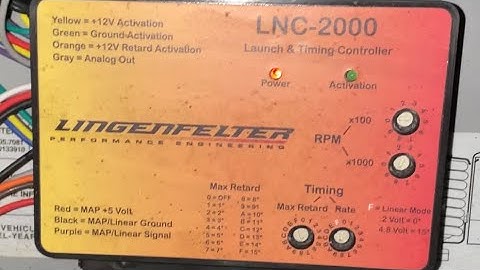 Yellow = +12V Activation
Green = Ground-Activation
Orange = +12V Retard Activation
Gray = Analog Out
LNC-2000
Launch & Timing Controller
Power
Activation
LINGENFELTER
PERFORMANCE ENGINEERING
RPM
x100
x1000
Red = MAP +5 Volt
Black = MAP/Linear Ground
Purple = MAP/Linear Signal
Max Retard
0 = OFF
1 = 1°
2 = 2°
3 = 3°
4 = 4°
5 = 5°
6 = 6°
7 = 7°
8 = 8°
9 = 9°
A = 10°
B = 11°
C = 12°
D = 13°
E = 14°
F = 15°
Timing
Max Retard
Rate
F = Linear Mode
.2 Volt = 0°
4.8 Volt = 15°
VEHICL
EL-YEAR